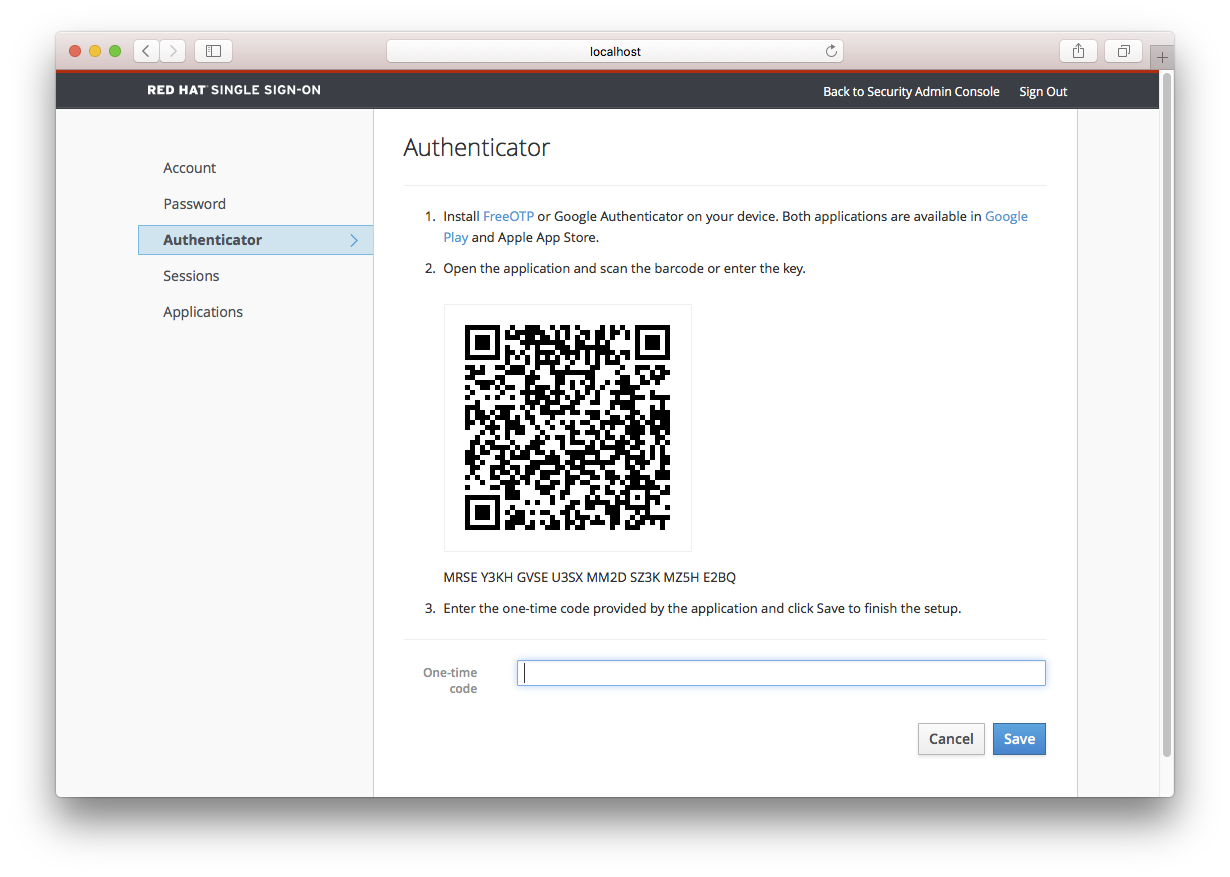 localhost
RED HAT SINGLE SIGN-ON
Back to Security Admin Console
Sign Out
Account
Password
Authenticator
Sessions
Applications
Authenticator
1. Install FreeOTP or Google Authenticator on your device. Both applications are available in Google
Play and Apple App Store.
2. Open the application and scan the barcode or enter the key.
MRSE Y3KH GVSE U3SX MM2D SZ3K MZ5H E2BQ
3. Enter the one-time code provided by the application and click Save to finish the setup.
One-time
code
Cancel
Save